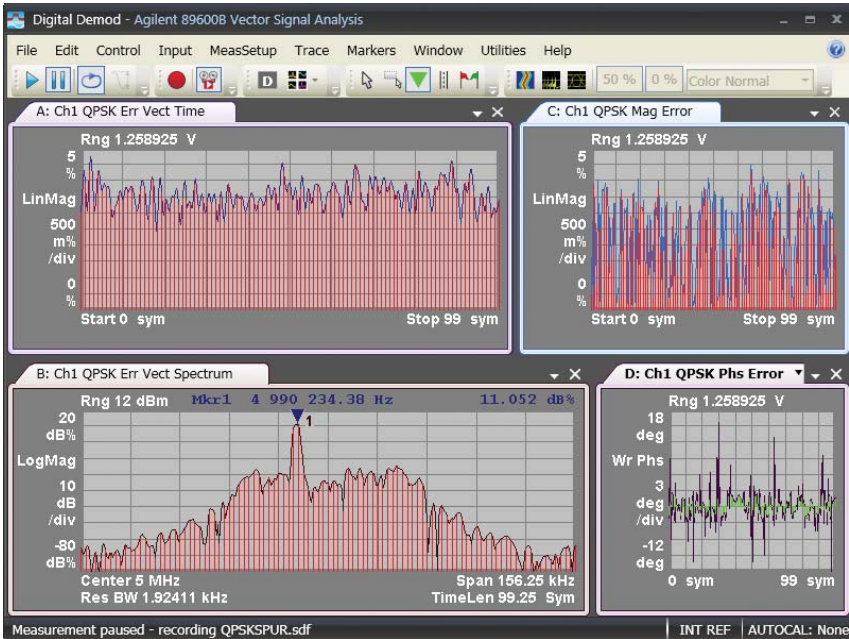 Digital Demod - Agilent 89600B Vector Signal Analysis
File Edit Control Input MeasSetup Trace Markers Window Utilities Help
D 50 % 0 % Color Normal
A: Ch1 QPSK Err Vect Time
Rng 1.258925 V
5
%
LinMag
500
m%
/div
0
%
Start 0 sym Stop 99 sym
C: Ch1 QPSK Mag Error
Rng 1.258925 V
5
%
LinMag
500
m%
/div
0
%
Start 0 sym Stop 99 sym
B: Ch1 QPSK Err Vect Spectrum
Rng 12 dBm Mkr1 4 990 234.38 Hz 11.052 dB%
1
20
dB%
LogMag
10
dB
/div
-80
dB%
Center 5 MHz Span 156.25 kHz
Res BW 1.92411 kHz TimeLen 99.25 Sym
D: Ch1 QPSK Phs Error
Rng 1.258925 V
18
deg
Wr Phs
3
deg
/div
-12
deg
0 sym 99 sym
Measurement paused - recording QPSKSPUR.sdf INT REF AUTOCAL: None